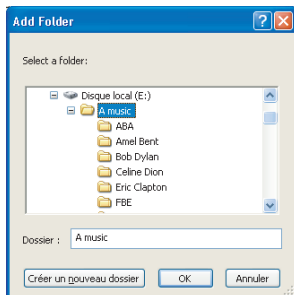 Add Folder
Select a folder:
Disque local (E:)
A music
ABA
Amel Bent
Bob Dylan
Celine Dion
Eric Clapton
FBE
Dossier : A music
Créer un nouveau dossier OK Annuler